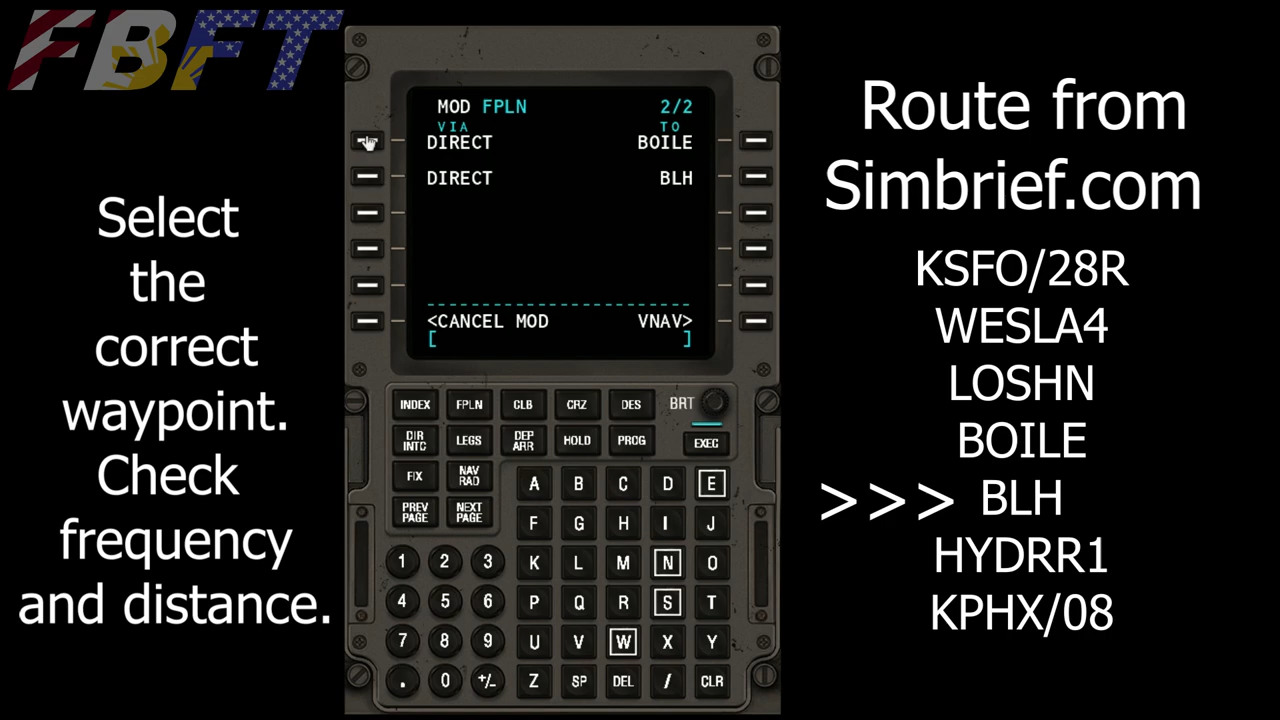 FBFT
Select
the
correct
waypoint.
Check
frequency
and distance.
MOD FPLN 2/2
VIA TO
DIRECT BOILE
DIRECT BLH
<CANCEL MOD VNAV>
[ ]
INDEX FPLN CLB CRZ DES BRT
DIR INTC LEGS DEP ARR HOLD PROG EXEC
FIX NAV RAD
PREV PAGE NEXT PAGE
A B C D E
F G H I J
1 2 3 K L M N O
4 5 6 P Q R S T
7 8 9 U V W X Y
. 0 +/- Z SP DEL / CLR
Route from
Simbrief.com
KSFO/28R
WESLA4
LOSHN
BOILE
>>> BLH
HYDRR1
KPHX/08